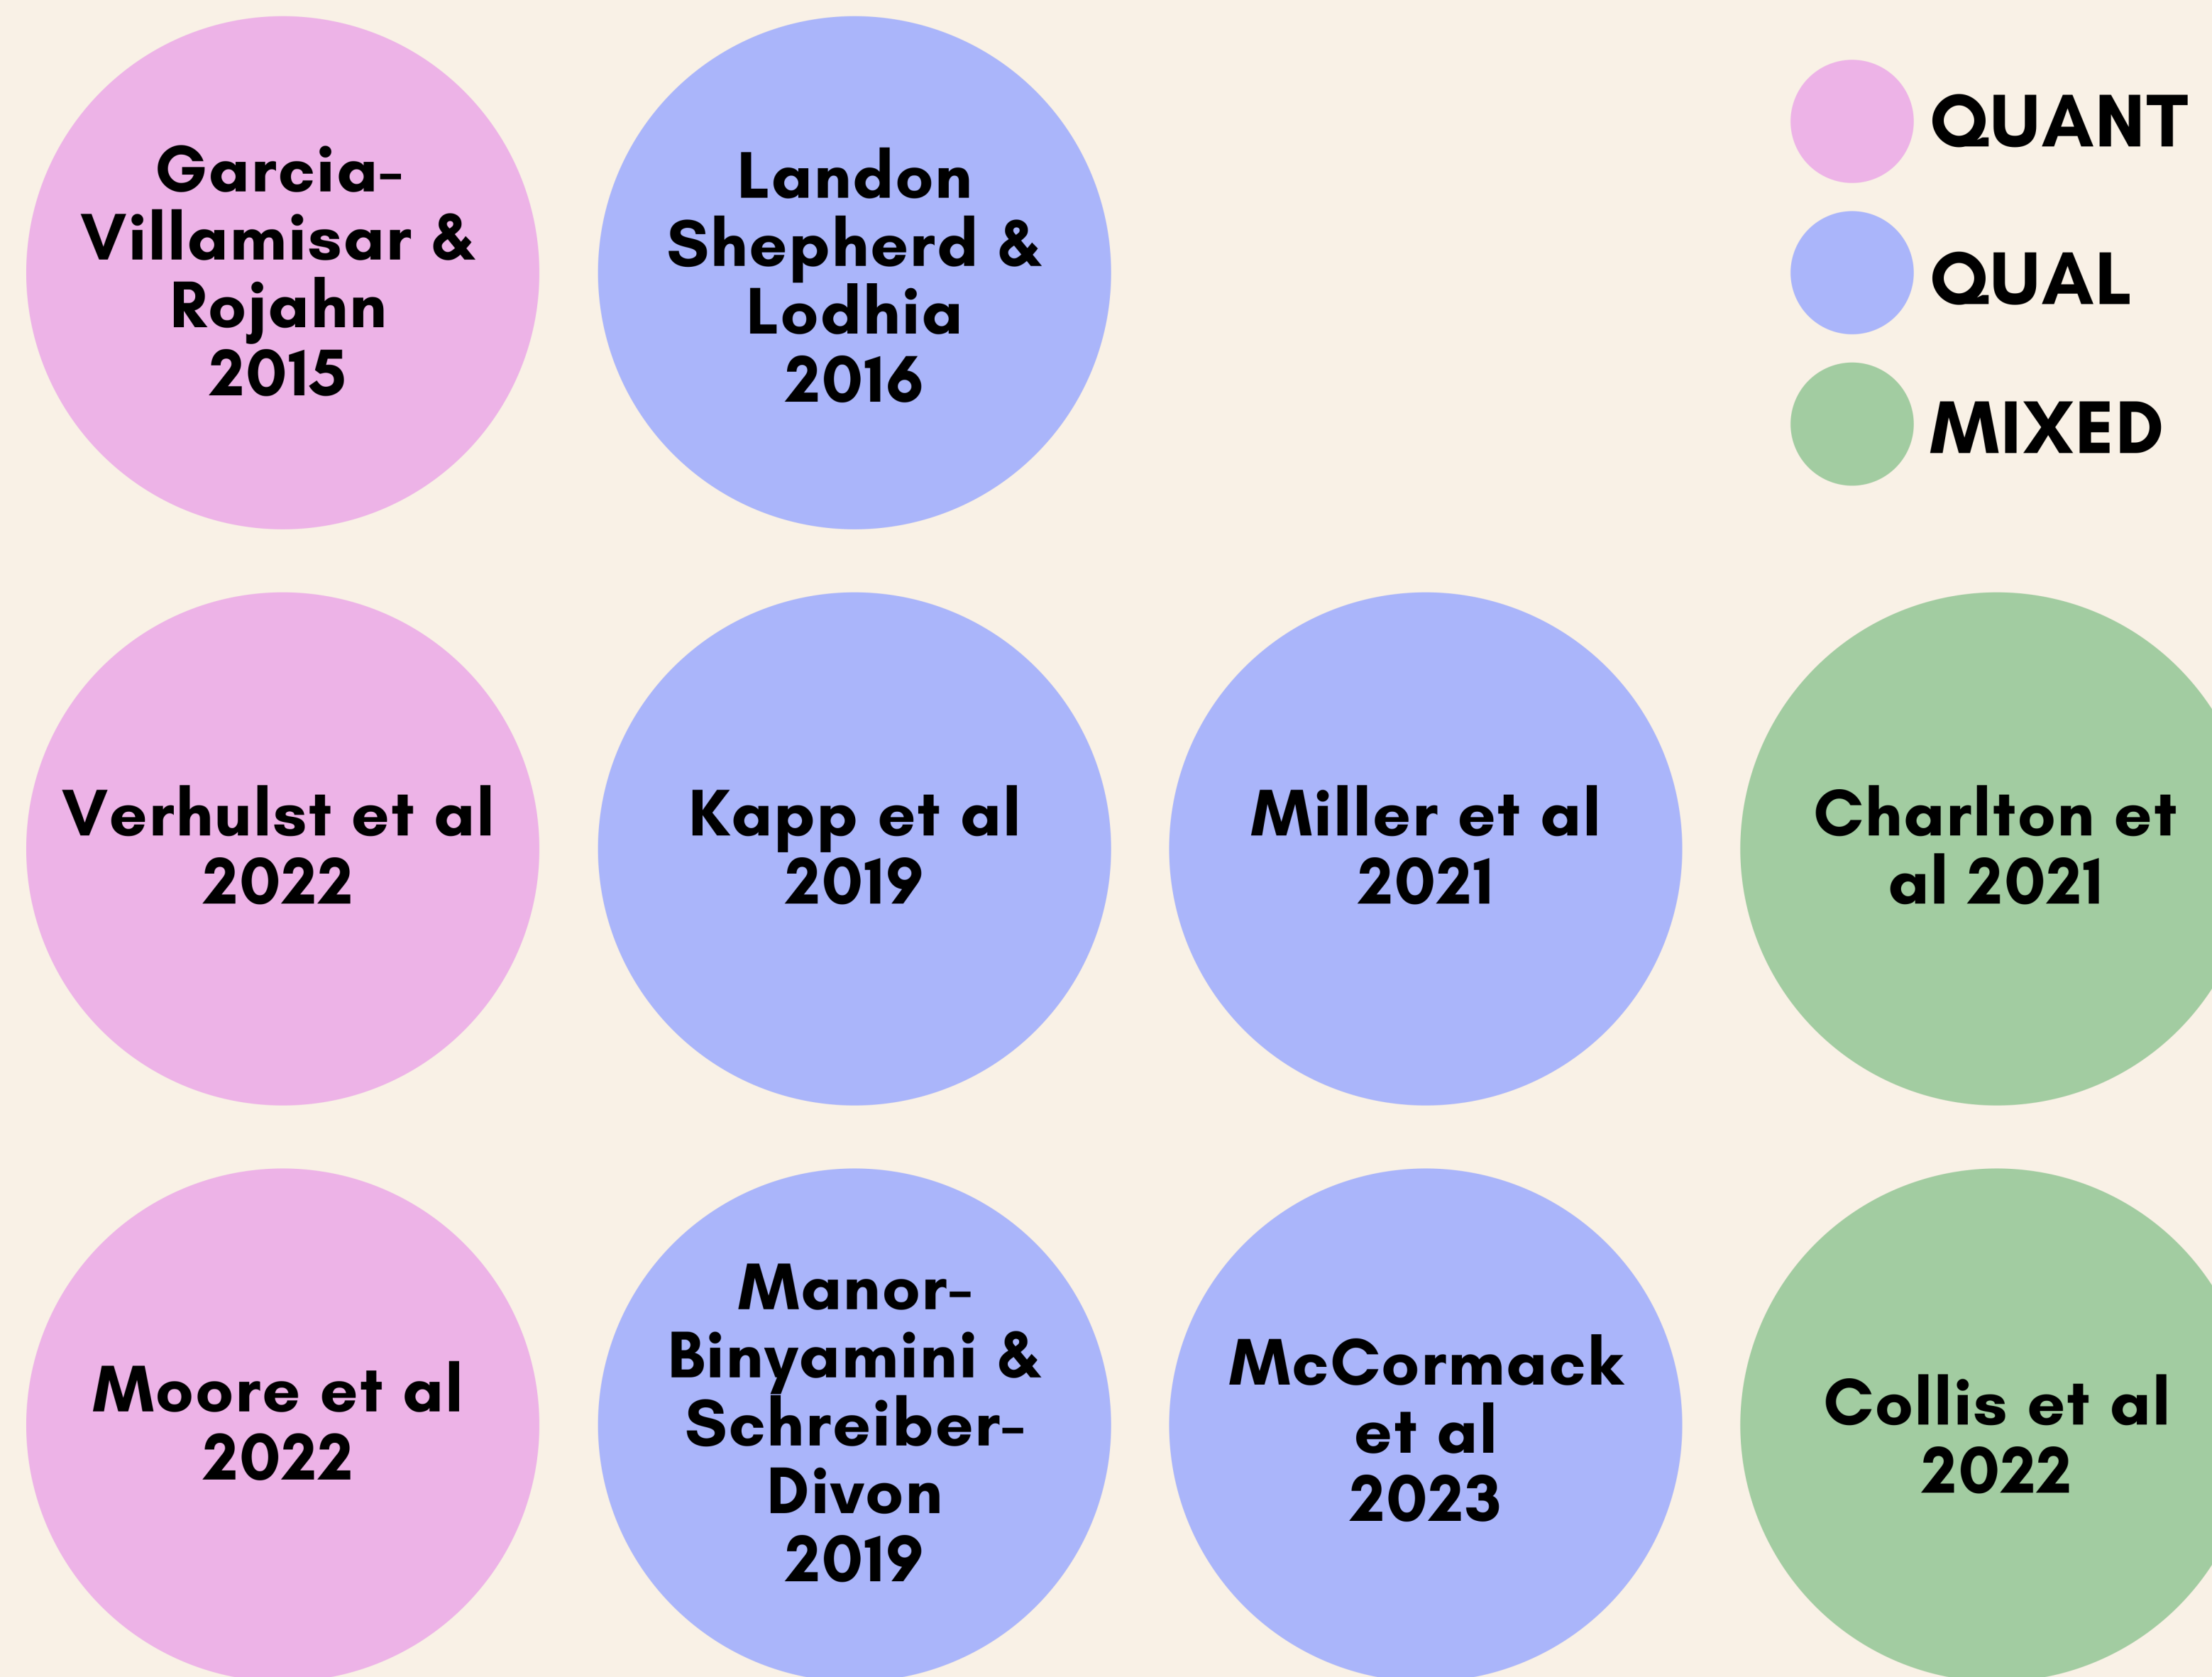 Garcia-
Villamisar &
Rojahn
2015
Landon
Shepherd &
Lodhia
2016
QUANT
QUAL
MIXED
Verhulst et al
2022
Kapp et al
2019
Miller et al
2021
Charlton et
al 2021
Moore et al
2022
Manor-
Binyamini &
Schreiber-
Divon
2019
McCormack
et al
2023
Collis et al
2022